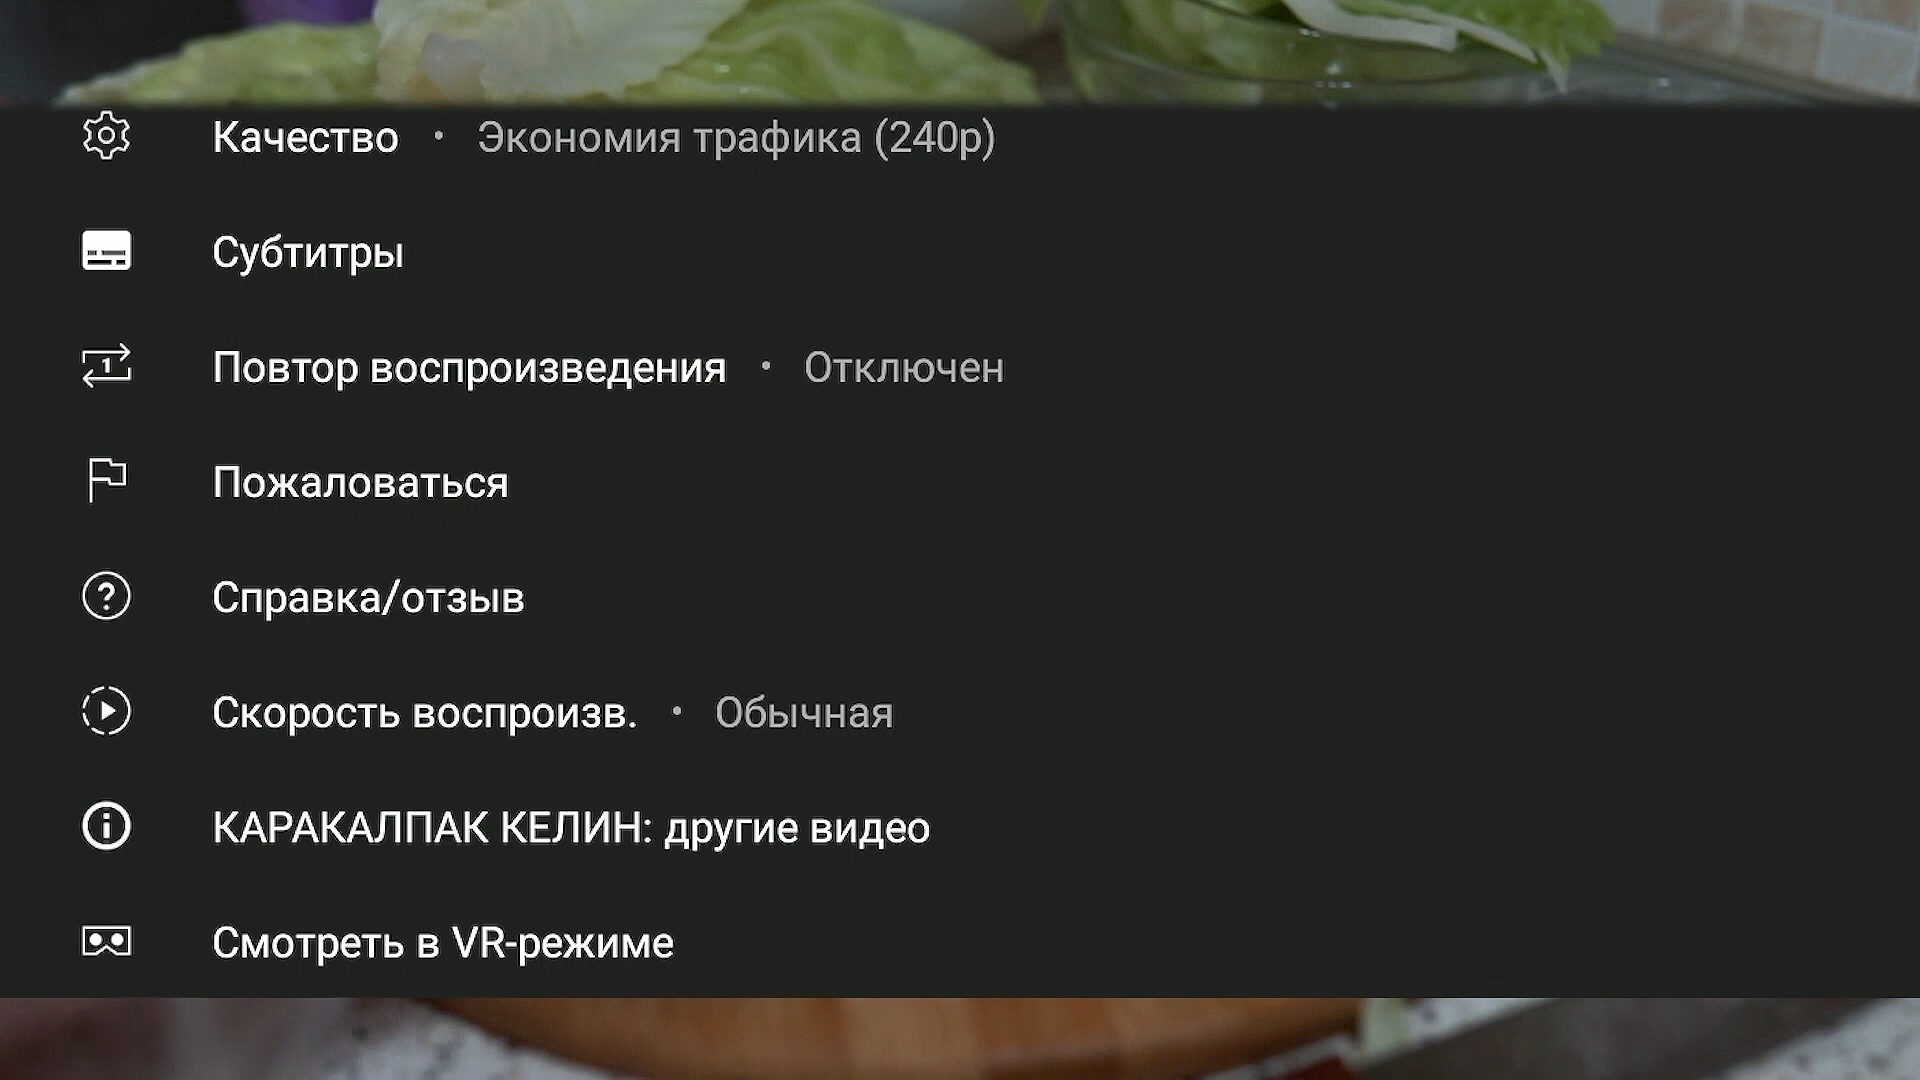 Качество • Экономия трафика (240p)
Субтитры
Повтор воспроизведения • Отключен
Пожаловаться
Справка/отзыв
Скорость воспроизв. • Обычная
КАРАКАЛПАК КЕЛИН: другие видео
Смотреть в VR-режиме